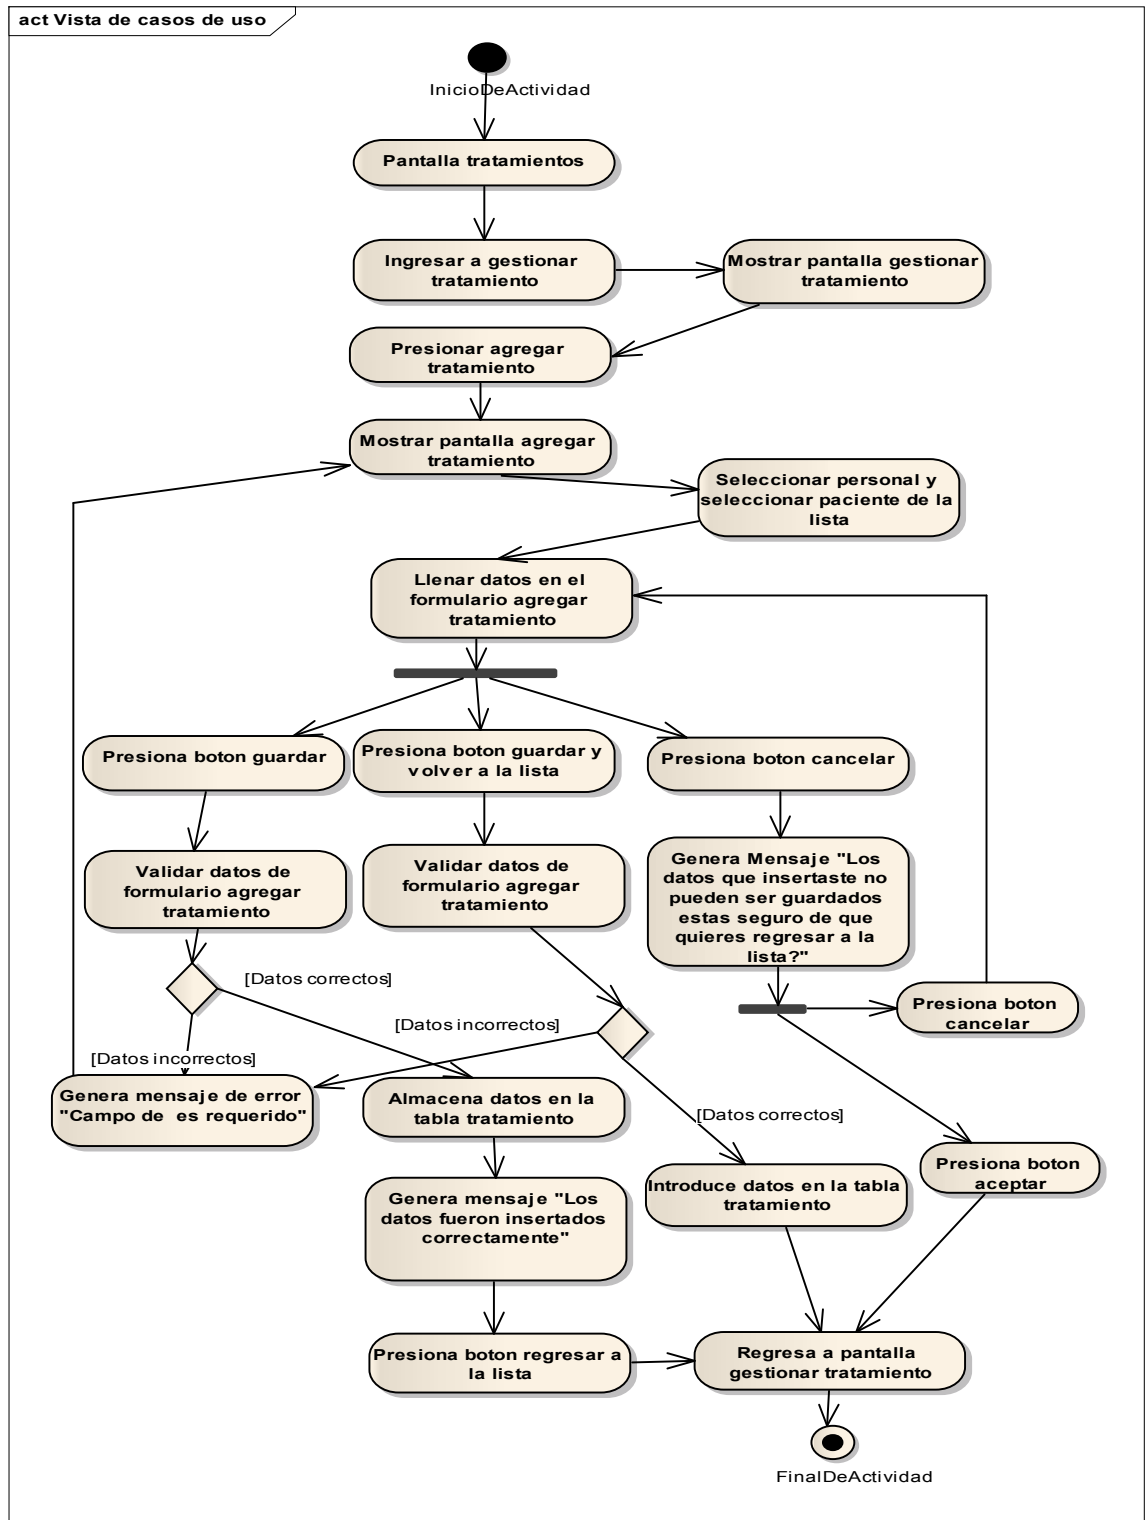 act Vista de casos de uso
InicioDeActividad
Pantalla tratamientos
Ingresar a gestionar
tratamiento
Mostrar pantalla gestionar
tratamiento
Presionar agregar
tratamiento
Mostrar pantalla agregar
tratamiento
Seleccionar personal y
seleccionar paciente de la
lista
Llenar datos en el
formulario agregar
tratamiento
Presiona boton guardar
Presiona boton guardar y
volver a la lista
Presiona boton cancelar
Validar datos de
formulario agregar
tratamiento
Validar datos de
formulario agregar
tratamiento
Genera Mensaje "Los
datos que insertaste no
pueden ser guardados
estas seguro de que
quieres regresar a la
lista?"
[Datos correctos]
Presiona boton
cancelar
[Datos incorrectos]
[Datos incorrectos]
Genera mensaje de error
"Campo de  es requerido"
Almacena datos en la
tabla tratamiento
[Datos correctos]
Presiona boton
aceptar
Introduce datos en la tabla
tratamiento
Genera mensaje "Los
datos fueron insertados
correctamente"
Presiona boton regresar a
la lista
Regresa a pantalla
gestionar tratamiento
FinalDeActividad